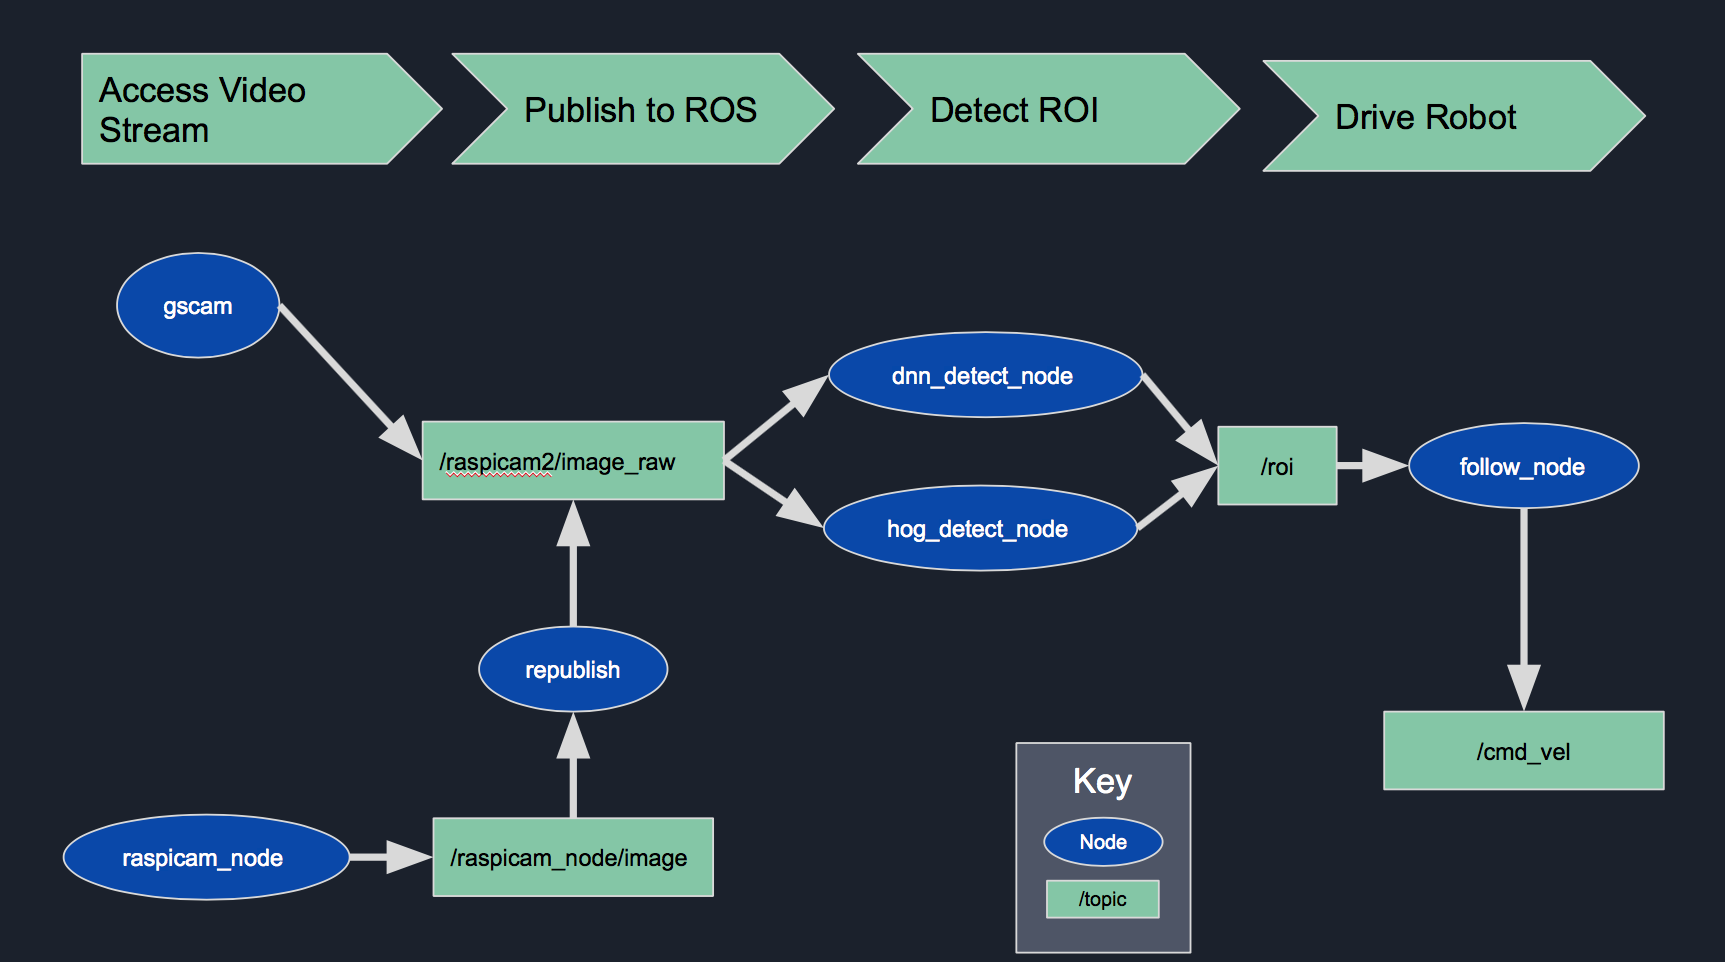 Access Video
Stream
Publish to ROS
Detect ROI
Drive Robot
gscam
/raspicam2/image_raw
dnn_detect_node
hog_detect_node
/roi
follow_node
republish
/cmd_vel
raspicam_node
/raspicam_node/image
Key
Node
/topic